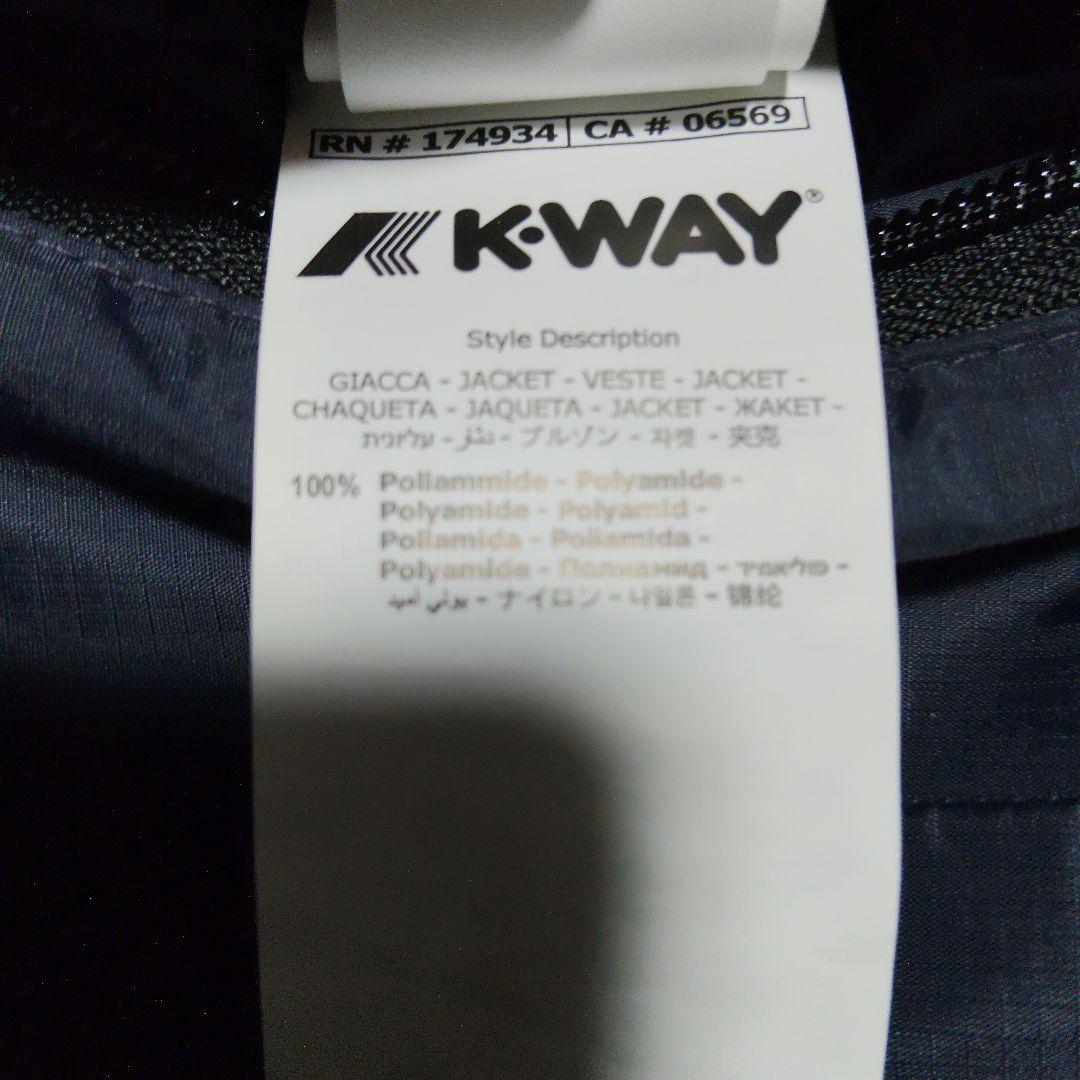 RN # 174934 | CA # 06569
K·WAY®
Style Description
GIACCA - JACKET - VESTE - JACKET -
CHAQUETA - JAQUETA - JACKET - ЖАКЕТ -
עליונית - ブルゾン - 자켓 - 夹克
100% Poliammide - Polyamide -
Polyamide - Polyamid -
Poliamida - Poliamida -
Polyamide - Полиамид - פוליאמיד -
بولي أميد - ナイロン - 나일론 - 锦纶